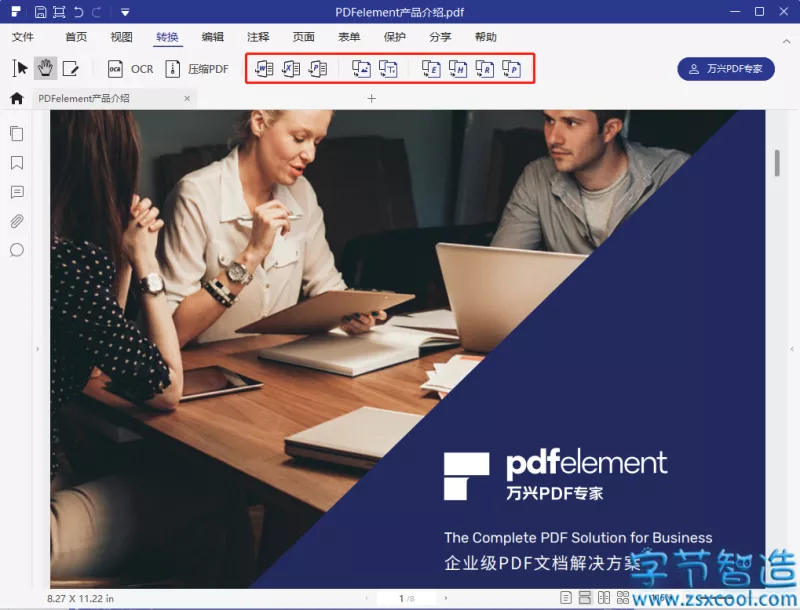 PDFelement产品介绍.pdf
文件 首页 视图 转换 编辑 注释 页面 表单 保护 分享 帮助
OCR OCR 压缩PDF W X P T E H R P 万兴PDF专家
PDFelement产品介绍
pdfelement
万兴PDF专家
The Complete PDF Solution for Business
企业级PDF文档解决方案
字节智造
www.zsxcool.com
8.27 X 11.22 in 1 /8